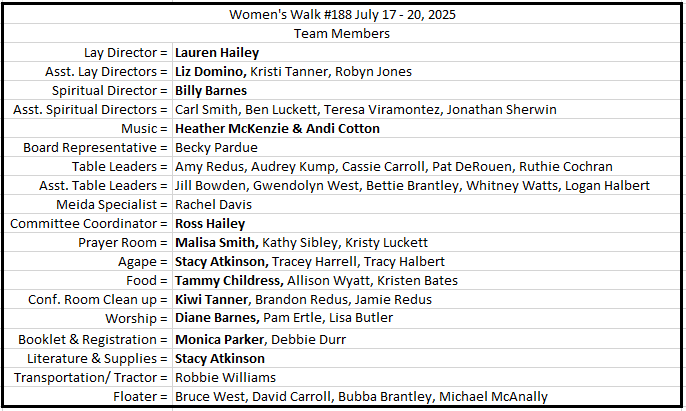 Women's Walk #188 July 17 - 20, 2025
Team Members
Lay Director = Lauren Hailey
Asst. Lay Directors = Liz Domino, Kristi Tanner, Robyn Jones
Spiritual Director = Billy Barnes
Asst. Spiritual Directors = Carl Smith, Ben Luckett, Teresa Viramontez, Jonathan Sherwin
Music = Heather McKenzie & Andi Cotton
Board Representative = Becky Pardue
Table Leaders = Amy Redus, Audrey Kump, Cassie Carroll, Pat DeRouen, Ruthie Cochran
Asst. Table Leaders = Jill Bowden, Gwendolyn West, Bettie Brantley, Whitney Watts, Logan Halbert
Meida Specialist = Rachel Davis
Committee Coordinator = Ross Hailey
Prayer Room = Malisa Smith, Kathy Sibley, Kristy Luckett
Agape = Stacy Atkinson, Tracey Harrell, Tracy Halbert
Food = Tammy Childress, Allison Wyatt, Kristen Bates
Conf. Room Clean up = Kiwi Tanner, Brandon Redus, Jamie Redus
Worship = Diane Barnes, Pam Ertle, Lisa Butler
Booklet & Registration = Monica Parker, Debbie Durr
Literature & Supplies = Stacy Atkinson
Transportation/ Tractor = Robbie Williams
Floater = Bruce West, David Carroll, Bubba Brantley, Michael McAnally